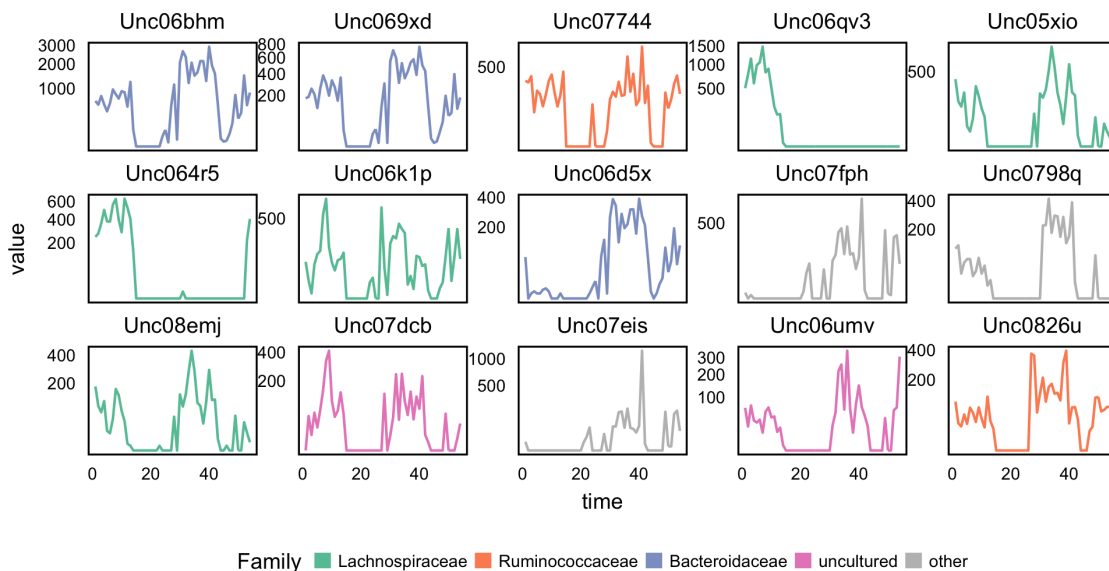 Unc06bhm Unc069xd Unc07744 Unc06qv3 Unc05xio
3000 2000 1000 800 600 400 200 500 1500 1000 500 500
Unc064r5 Unc06k1p Unc06d5x Unc07fph Unc0798q
600 400 200 500 400 200 500 400 200
value
Unc08emj Unc07dcb Unc07eis Unc06umv Unc0826u
400 200 400 200 1000 500 300 200 100 400 200
0 20 40 0 20 40 0 20 40 0 20 40 0 20 40
time
Family Lachnospiraceae Ruminococcaceae Bacteroidaceae uncultured other